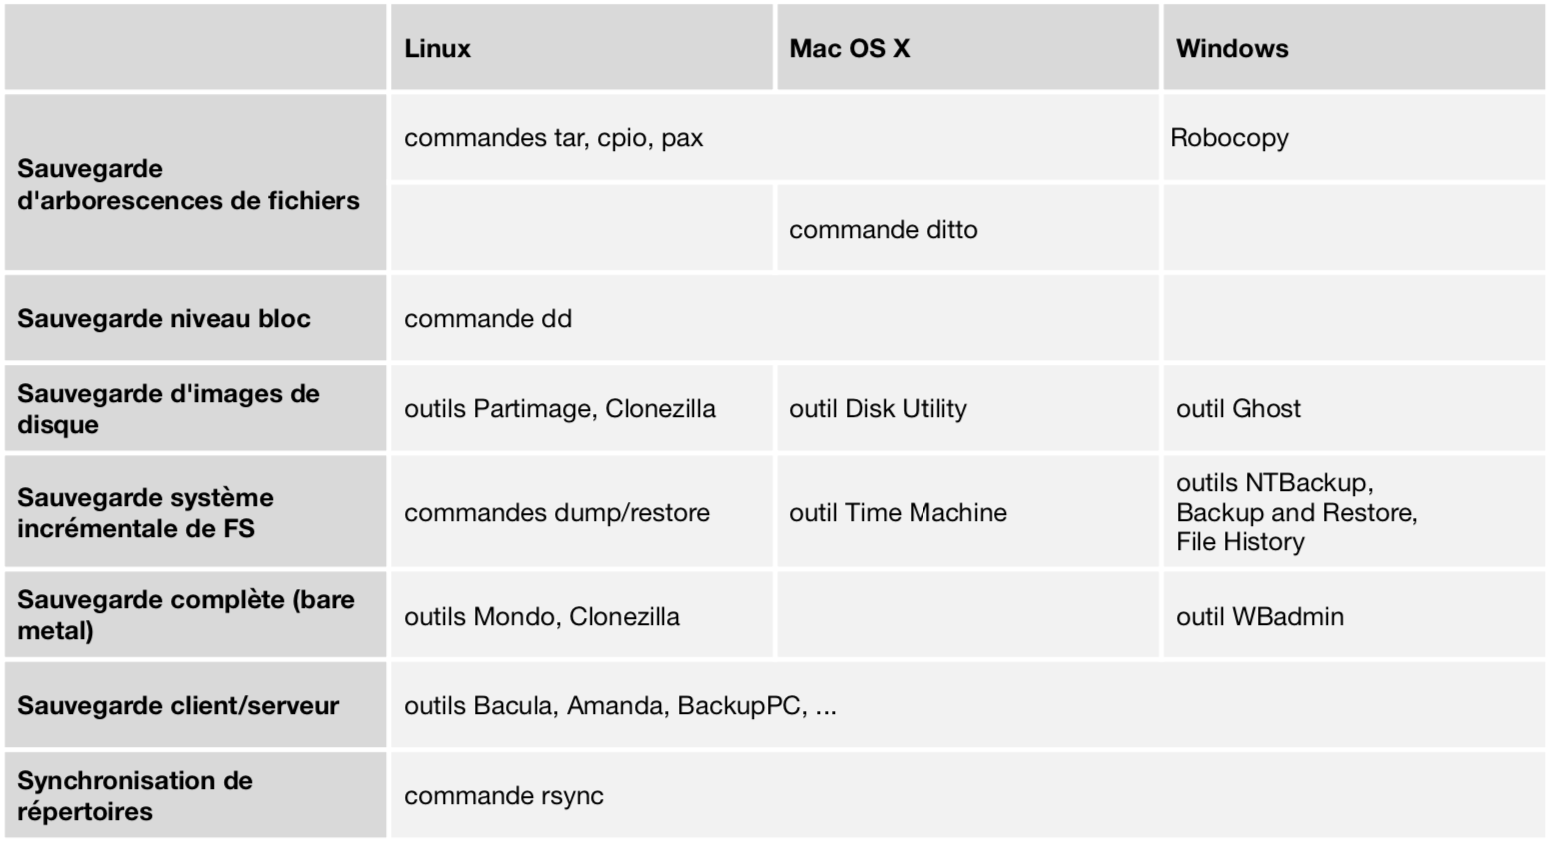 Linux
Mac OS X
Windows
Sauvegarde
d'arborescences de fichiers
commandes tar, cpio, pax
Robocopy
commande ditto
Sauvegarde niveau bloc
commande dd
Sauvegarde d'images de
disque
outils Partimage, Clonezilla
outil Disk Utility
outil Ghost
Sauvegarde système
incrémentale de FS
commandes dump/restore
outil Time Machine
outils NTBackup,
Backup and Restore,
File History
Sauvegarde complète (bare
metal)
outils Mondo, Clonezilla
outil WBadmin
Sauvegarde client/serveur
outils Bacula, Amanda, BackupPC, ...
Synchronisation de
répertoires
commande rsync